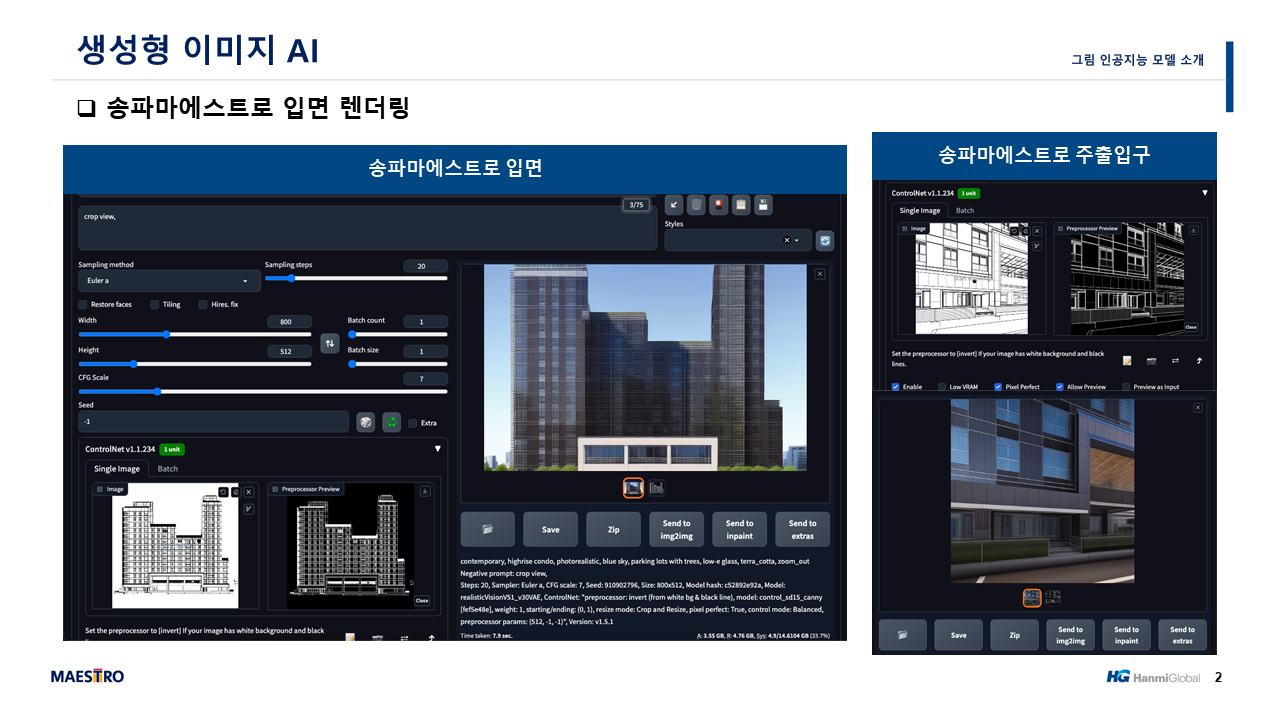 생성형 이미지 AI
그림 인공지능 모델 소개
❑ 송파마에스트로 입면 렌더링
송파마에스트로 입면
crop view,
3/75
Styles
Sampling method
Euler a
Sampling steps
20
Restore faces
Tiling
Hires. fix
Width
800
Batch count
1
Height
512
Batch size
1
CFG Scale
7
Seed
-1
Extra
ControlNet v1.1.234
1 unit
Single Image
Batch
Image
Preprocessor Preview
Close
Set the preprocessor to [invert] If your image has white background and black
Save
Zip
Send to
img2img
Send to
inpaint
Send to
extras
contemporary, highrise condo, photorealistic, blue sky, parking lots with trees, low-e glass, terra_cotta, zoom_out
Negative prompt: crop view,
Steps: 20, Sampler: Euler a, CFG scale: 7, Seed: 910902796, Size: 800x512, Model hash: c52892e92a, Model:
realisticVisionV51_v30VAE, ControlNet: "preprocessor: invert (from white bg & black line), model: control_sd15_canny
[fef5e48e], weight: 1, starting/ending: (0, 1), resize mode: Crop and Resize, pixel perfect: True, control mode: Balanced,
preprocessor params: (512, -1, -1)", Version: v1.5.1
Time taken: 7.9 sec.
A: 3.55 GB, R: 4.76 GB, Sys: 4.9/14.6104 GB (33.7%)
송파마에스트로 주출입구
ControlNet v1.1.234
1 unit
Single Image
Batch
Image
Preprocessor Preview
Close
Set the preprocessor to [invert] If your image has white background and black
lines.
Enable
Low VRAM
Pixel Perfect
Allow Preview
Preview as Input
Save
Zip
Send to
img2img
Send to
inpaint
Send to
extras
MAESTRO
HG HanmiGlobal
2